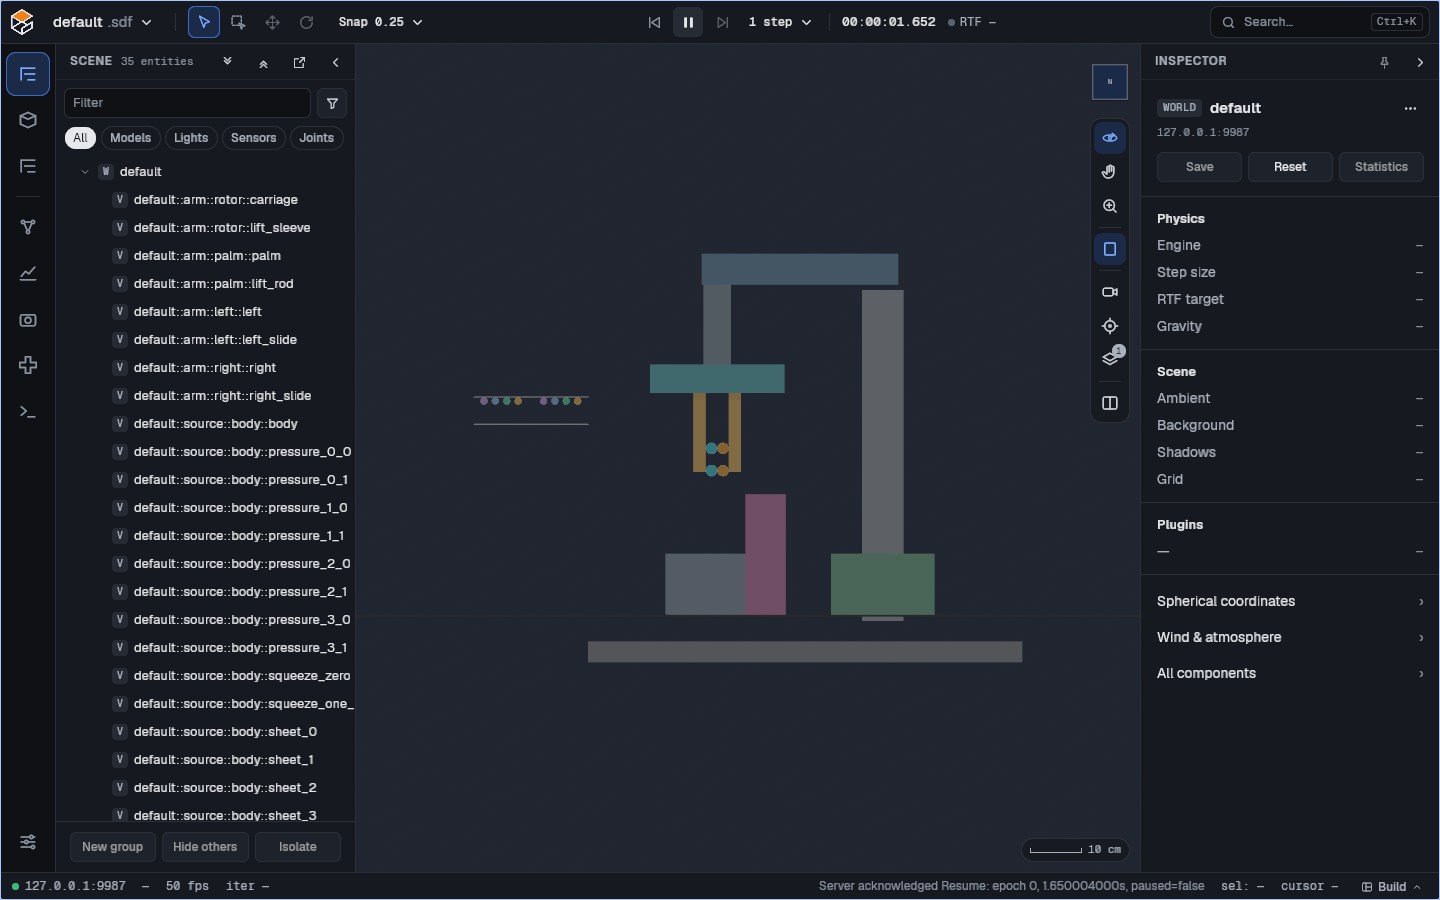 default .sdf
Snap 0.25
1 step
00:00:01.652
RTF –
Search...
Ctrl+K
SCENE 35 entities
Filter
All
Models
Lights
Sensors
Joints
W default
V default::arm::rotor::carriage
V default::arm::rotor::lift_sleeve
V default::arm::palm::palm
V default::arm::palm::lift_rod
V default::arm::left::left
V default::arm::left::left_slide
V default::arm::right::right
V default::arm::right::right_slide
V default::source::body::body
V default::source::body::pressure_0_0
V default::source::body::pressure_0_1
V default::source::body::pressure_1_0
V default::source::body::pressure_1_1
V default::source::body::pressure_2_0
V default::source::body::pressure_2_1
V default::source::body::pressure_3_0
V default::source::body::pressure_3_1
V default::source::body::squeeze_zero
V default::source::body::squeeze_one_
V default::source::body::sheet_0
V default::source::body::sheet_1
V default::source::body::sheet_2
V default::source::body::sheet_3
New group
Hide others
Isolate
N
1
10 cm
INSPECTOR
WORLD default
127.0.0.1:9987
Save
Reset
Statistics
Physics
Engine –
Step size –
RTF target –
Gravity –
Scene
Ambient –
Background –
Shadows –
Grid –
Plugins
— –
Spherical coordinates
Wind & atmosphere
All components
127.0.0.1:9987 – 50 fps iter –
Server acknowledged Resume: epoch 0, 1.650004000s, paused=false
sel: –
cursor –
Build